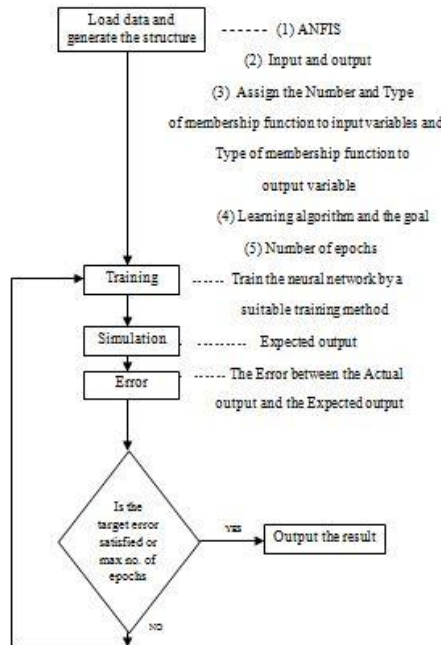 Load data and
generate the structure
(1) ANFIS
(2) Input and output
(3) Assign the Number and Type
of membership function to input variables and
Type of membership function to
output variable
(4) Learning algorithm and the goal
(5) Number of epochs
Training
Train the neural network by a
suitable training method
Simulation
Expected output
Error
The Error between the Actual
output and the Expected output
Is the
target error
satisfied or
max no. of
epochs
YES
Output the result
NO